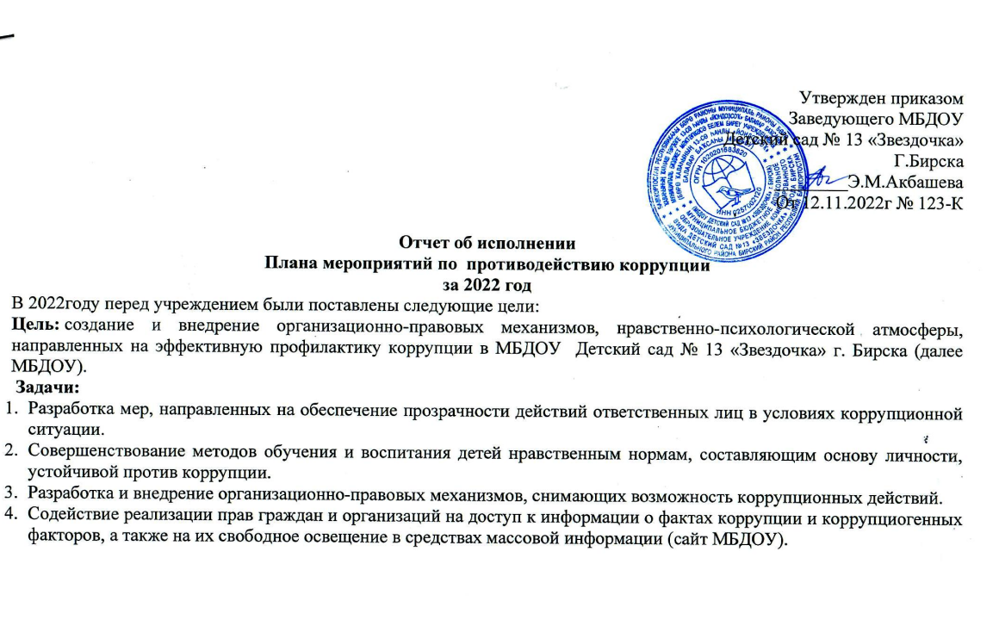 Утвержден приказом
Заведующего МБДОУ
Детский сад № 13 «Звездочка»
Г.Бирска
Э.М.Акбашева
От 12.11.2022г № 123-К
ОГРН 1020201683820
ИНН 0257002120
Отчет об исполнении
Плана мероприятий по противодействию коррупции
за 2022 год
В 2022году перед учреждением были поставлены следующие цели:
Цель: создание и внедрение организационно-правовых механизмов, нравственно-психологической атмосферы,
направленных на эффективную профилактику коррупции в МБДОУ Детский сад № 13 «Звездочка» г. Бирска (далее
МБДОУ).
Задачи:
1. Разработка мер, направленных на обеспечение прозрачности действий ответственных лиц в условиях коррупционной
ситуации.
2. Совершенствование методов обучения и воспитания детей нравственным нормам, составляющим основу личности,
устойчивой против коррупции.
3. Разработка и внедрение организационно-правовых механизмов, снимающих возможность коррупционных действий.
4. Содействие реализации прав граждан и организаций на доступ к информации о фактах коррупции и коррупциогенных
факторов, а также на их свободное освещение в средствах массовой информации (сайт МБДОУ).